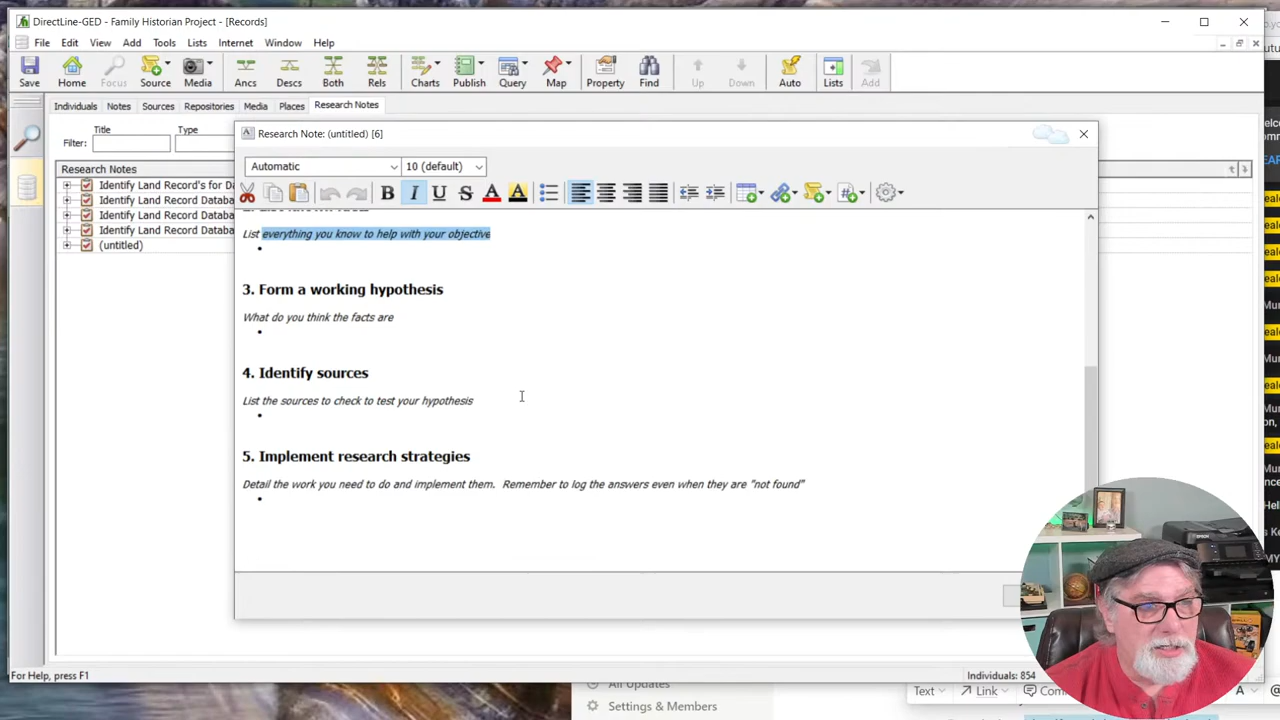 DirectLine-GED - Family Historian Project - [Records]
File Edit View Add Tools Lists Internet Window Help
Save Home Focus Source Media Ancs Descs Both Rels Charts Publish Query Map Property Find Up Down Auto Lists Add
Individuals Notes Sources Repositories Media Places Research Notes
Title Type
Filter:
Research Notes
Identify Land Record's for Da
Identify Land Record Databa
Identify Land Record Databa
Identify Land Record Databa
(untitled)
Research Note: (untitled) [6]
Automatic 10 (default)
List everything you know to help with your objective
3. Form a working hypothesis
What do you think the facts are
4. Identify sources
List the sources to check to test your hypothesis
5. Implement research strategies
Detail the work you need to do and implement them. Remember to log the answers even when they are "not found"
For Help, press F1
Individuals: 854
All Updates
Settings & Members
Text Link Com
EPSON